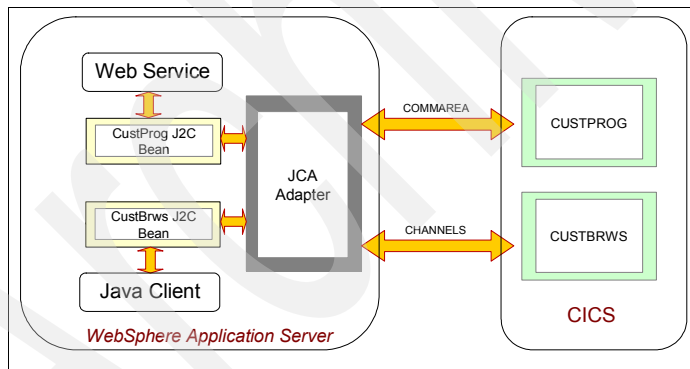 Web Service
CustProg J2C
Bean
CustBrws J2C
Bean
Java Client
JCA
Adapter
WebSphere Application Server
COMMAREA
CHANNELS
CUSTPROG
CUSTBRWS
CICS